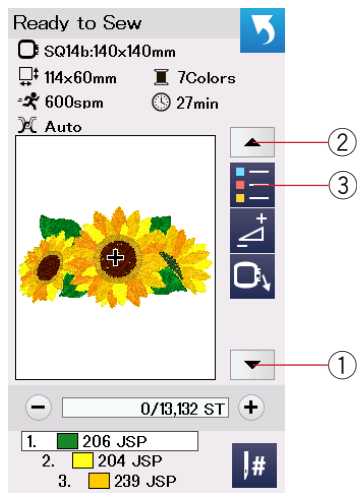 Ready to Sew
SQ14b:140x140mm
114x60mm 7Colors
600spm 27min
Auto
②
③
①
0/13,132 ST
1. 206 JSP
2. 204 JSP
3. 239 JSP
#